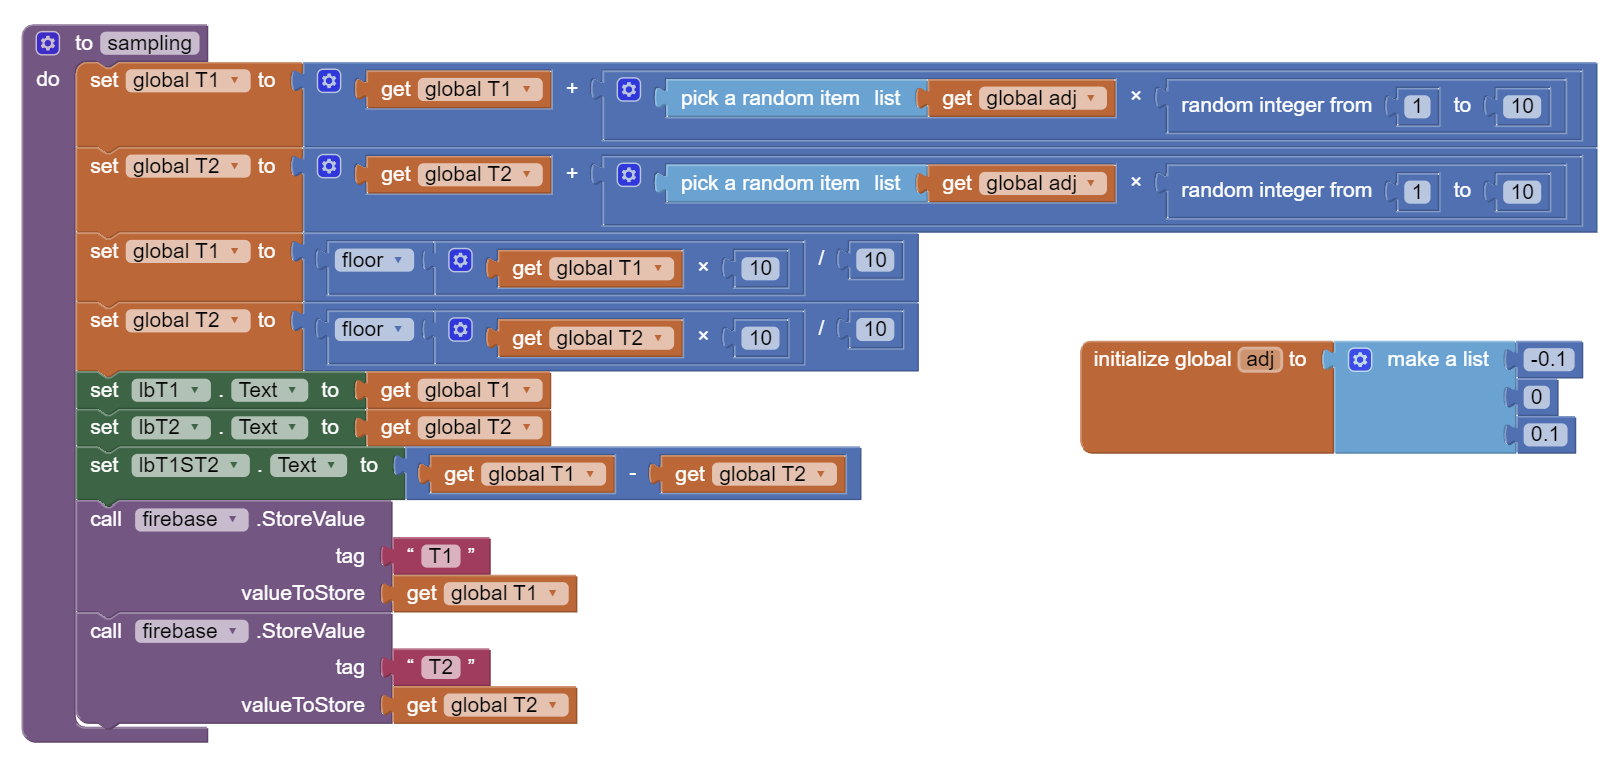 to sampling
do set global T1 to get global T1 + pick a random item list get global adj × random integer from 1 to 10
set global T2 to get global T2 + pick a random item list get global adj × random integer from 1 to 10
set global T1 to floor get global T1 × 10 / 10
set global T2 to floor get global T2 × 10 / 10
initialize global adj to make a list -0.1
0
0.1
set lbT1 . Text to get global T1
set lbT2 . Text to get global T2
set lbT1ST2 . Text to get global T1 - get global T2
call firebase .StoreValue
tag “ T1 ”
valueToStore get global T1
call firebase .StoreValue
tag “ T2 ”
valueToStore get global T2